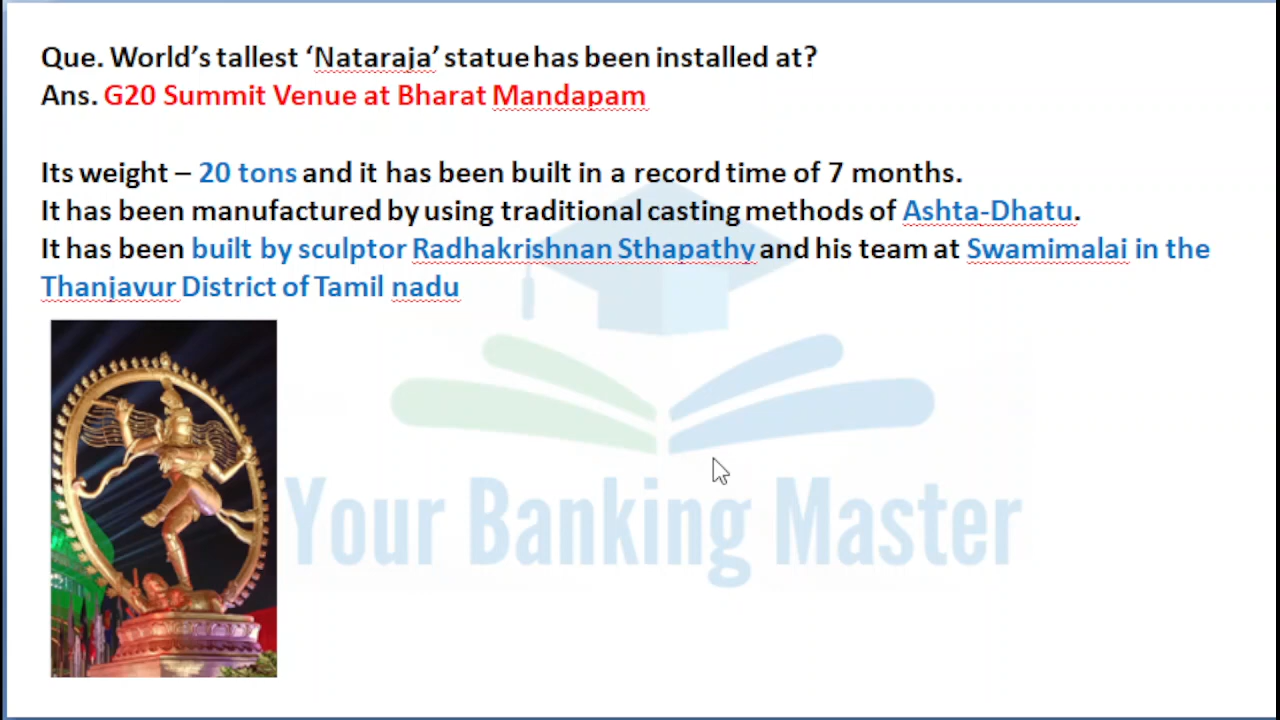 Que. World's tallest 'Nataraja' statue has been installed at?
Ans. G20 Summit Venue at Bharat Mandapam
Its weight – 20 tons and it has been built in a record time of 7 months.
It has been manufactured by using traditional casting methods of Ashta-Dhatu.
It has been built by sculptor Radhakrishnan Sthapathy and his team at Swamimalai in the
Thanjavur District of Tamil nadu
Your Banking Master